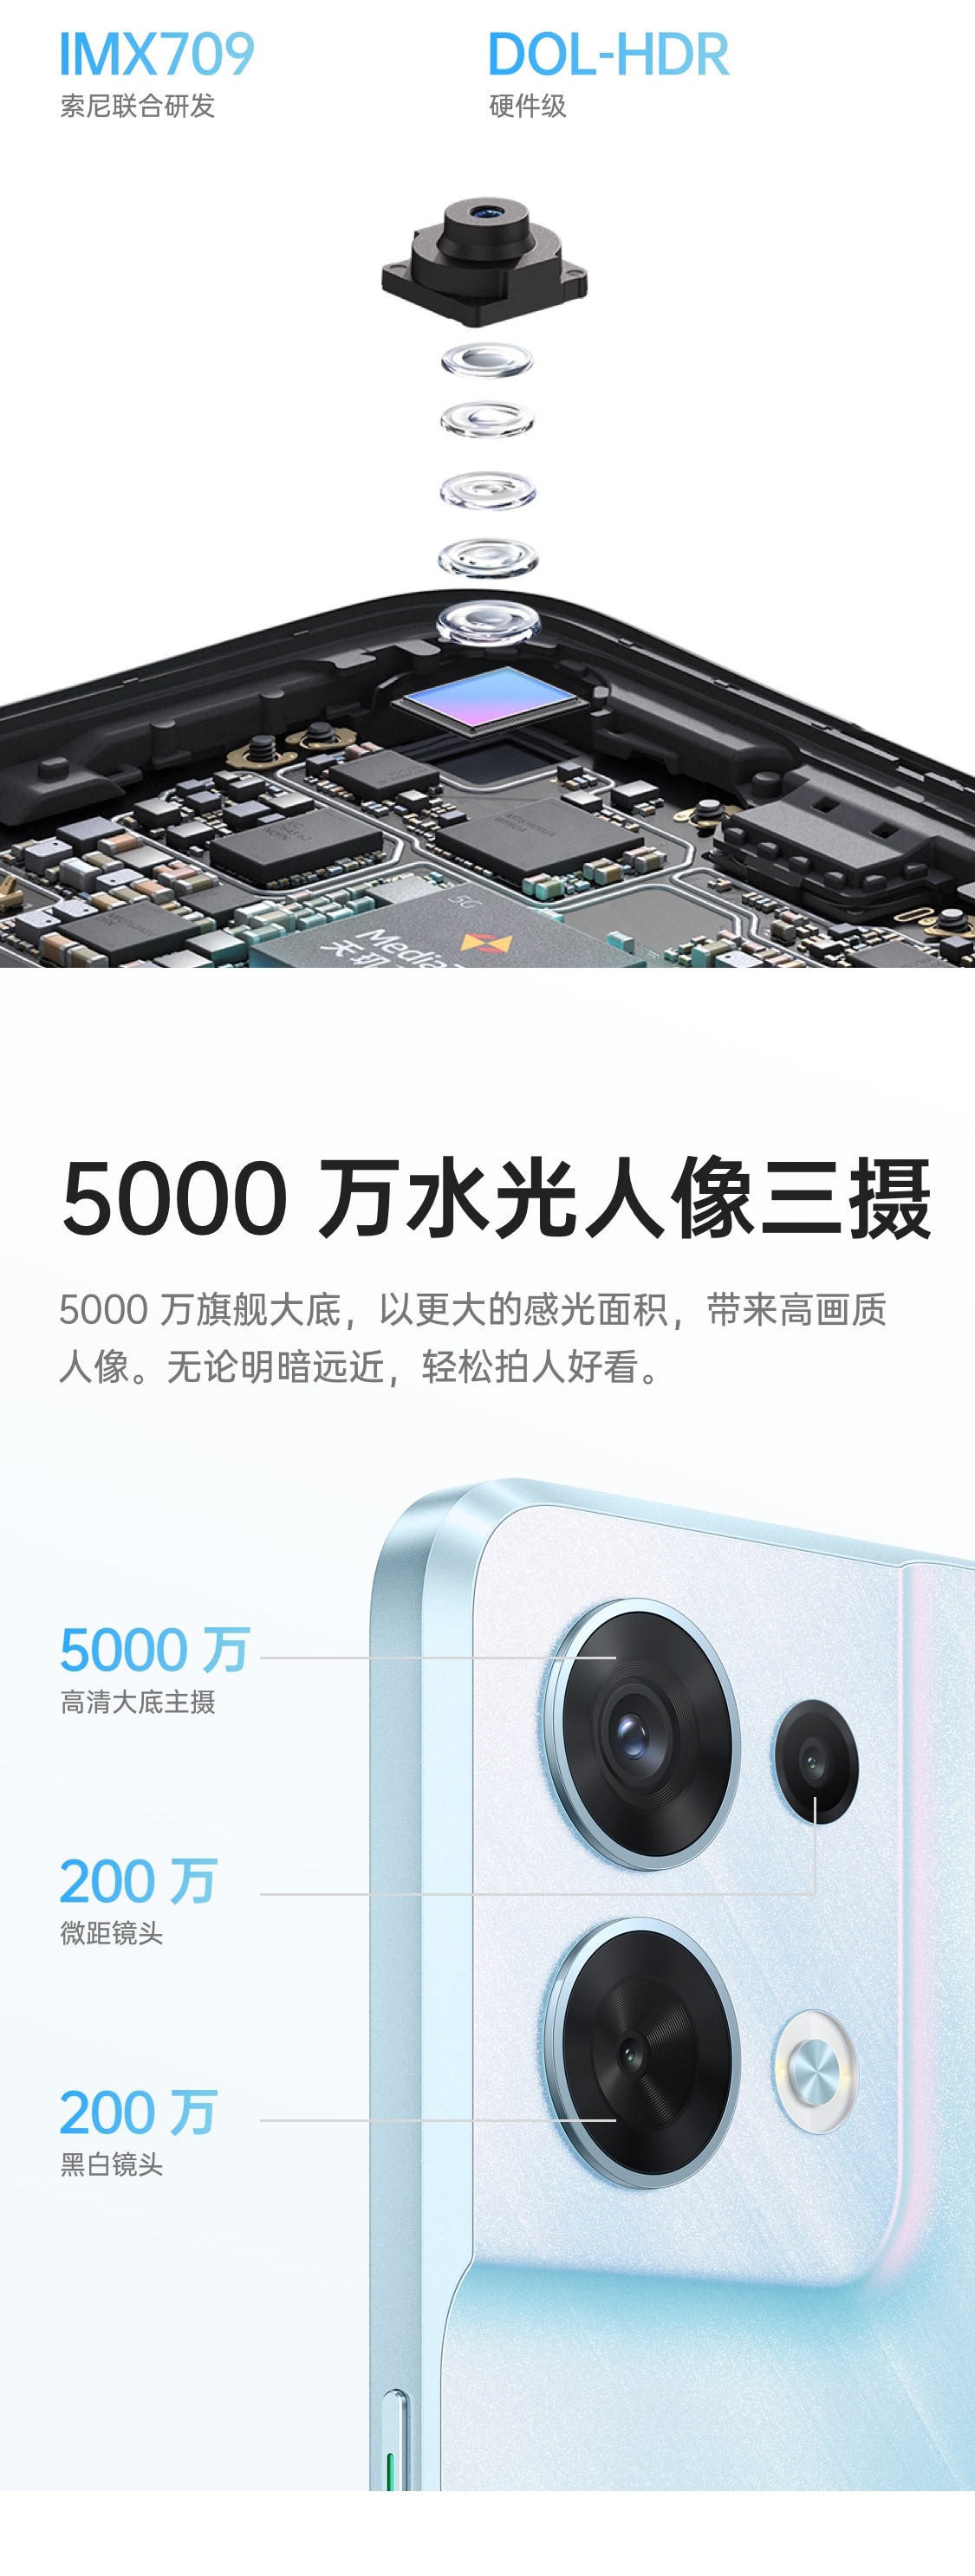 IMX709
索尼联合研发
DOL-HDR
硬件级
5G
天玑
5000 万水光人像三摄
5000 万旗舰大底，以更大的感光面积，带来高画质
人像。无论明暗远近，轻松拍人好看。
5000 万
高清大底主摄
200 万
微距镜头
200 万
黑白镜头